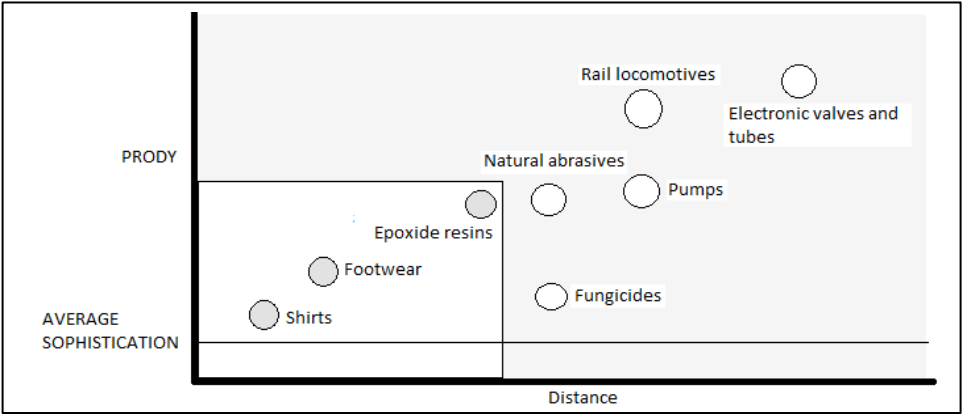 Rail locomotives
Electronic valves and
tubes
PRODY
Natural abrasives
Pumps
Epoxide resins
Footwear
Fungicides
Shirts
AVERAGE
SOPHISTICATION
Distance